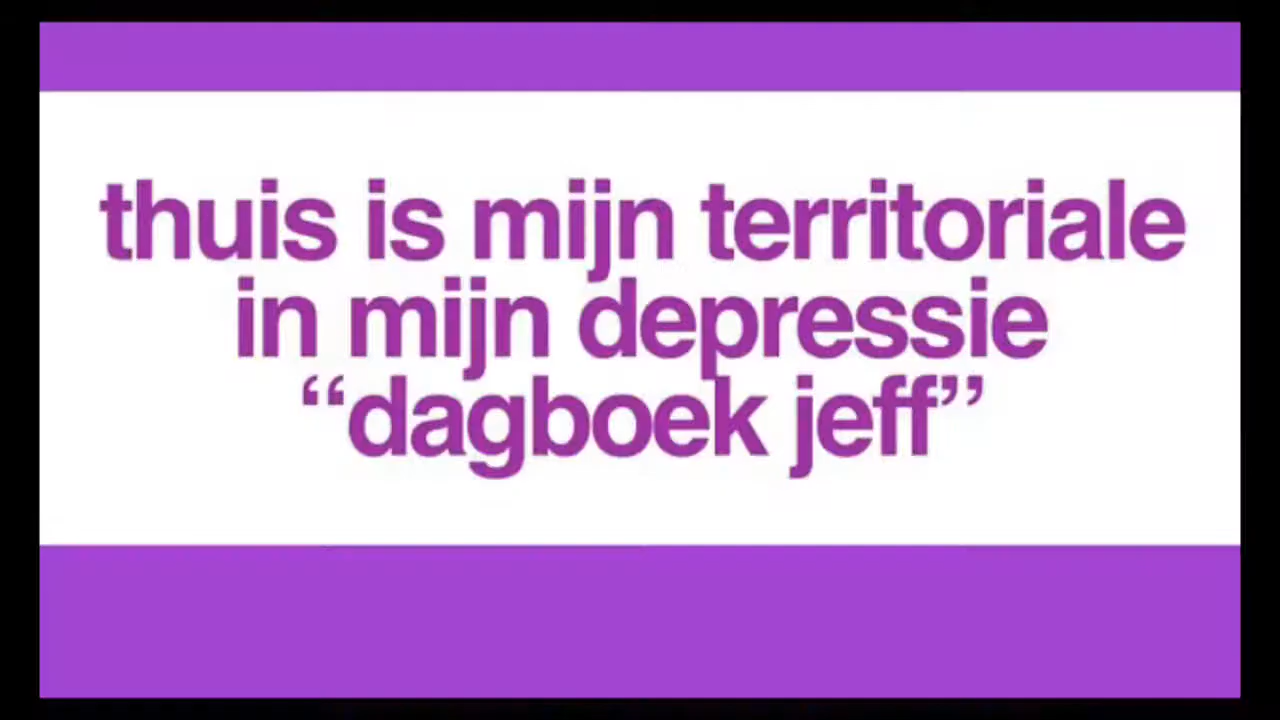 thuis is mijn territoriale
in mijn depressie
“dagboek jeff”